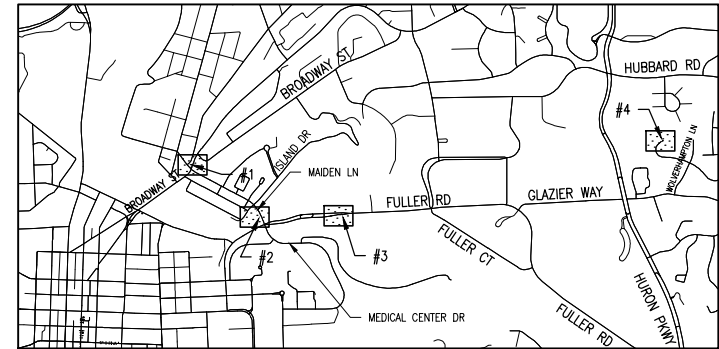 BROADWAY ST
HUBBARD RD
#4
WOLVERHAMPTON LN
ISLAND DR
MAIDEN LN
#1
BROADWAY ST
FULLER RD
GLAZIER WAY
#2
#3
FULLER CT
MEDICAL CENTER DR
FULLER RD
HURON PKWY